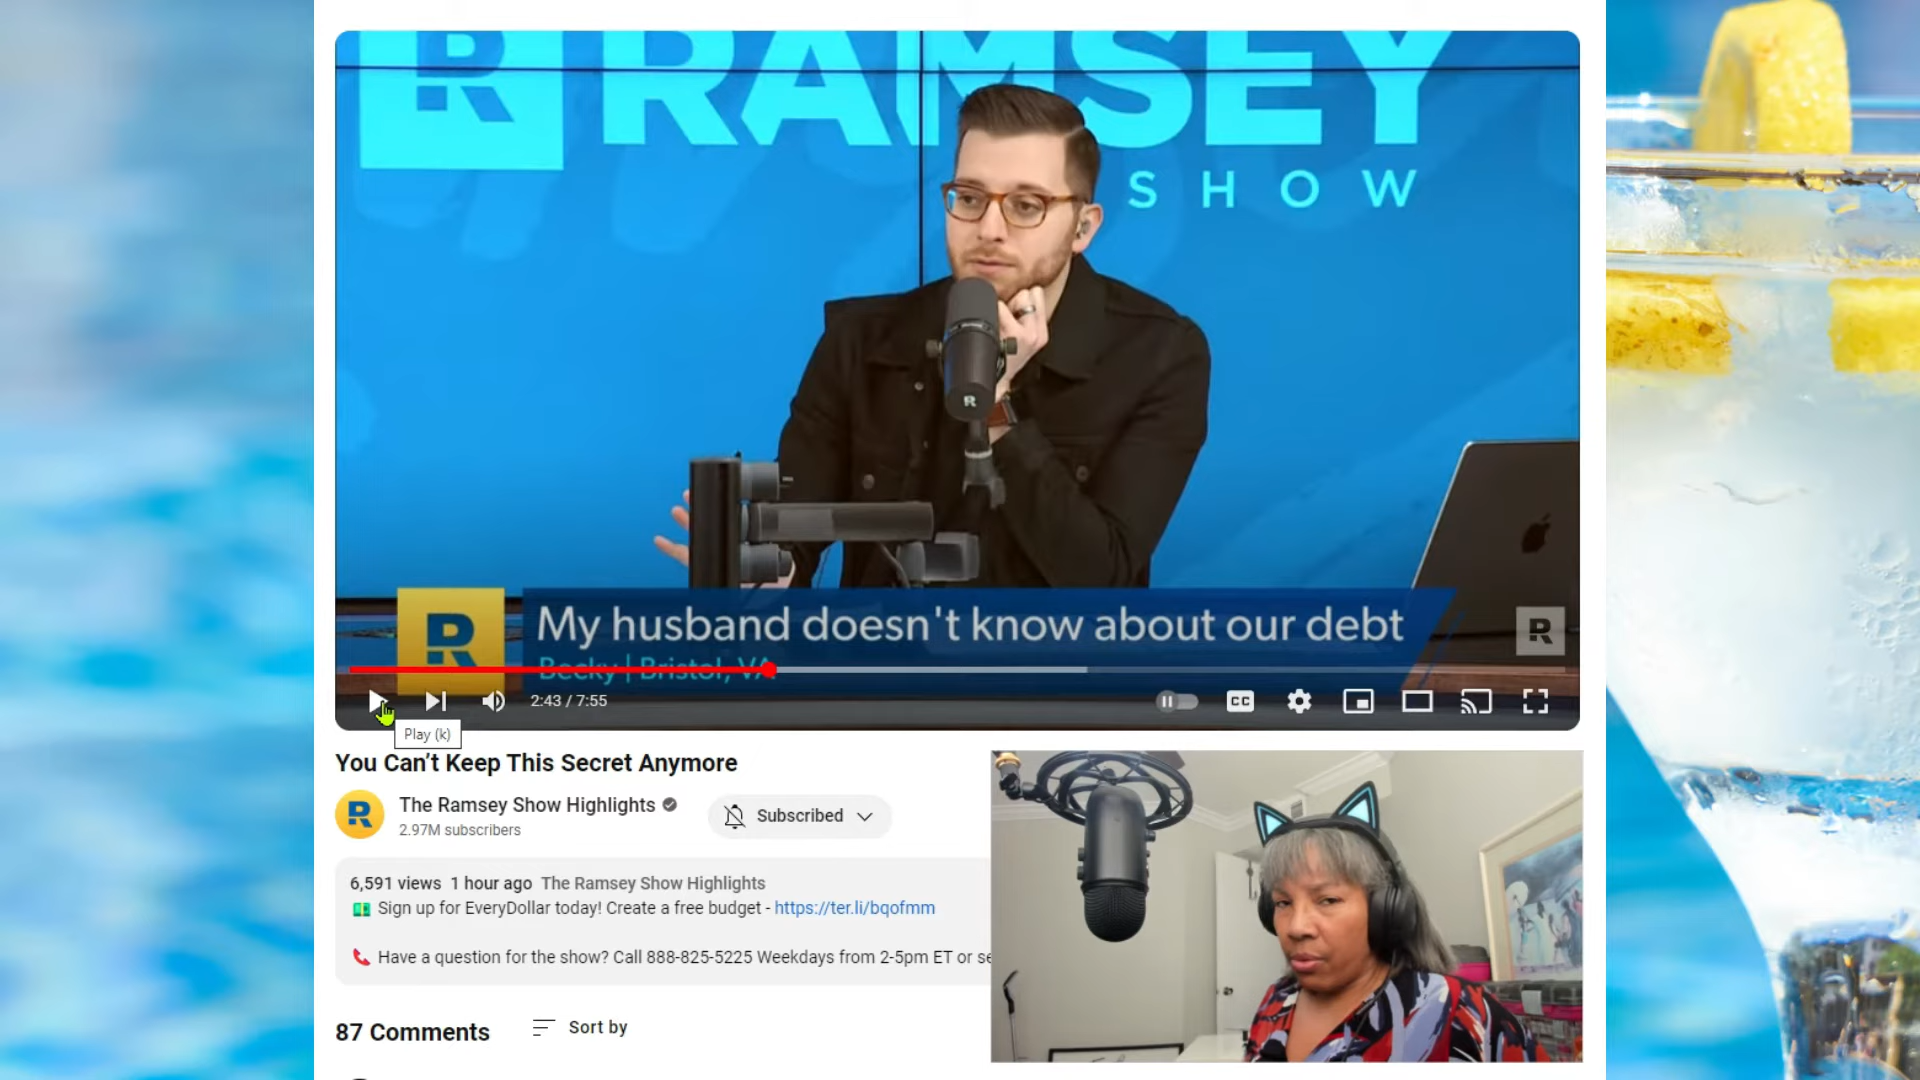 R RAMSEY
SHOW
R
R
My husband doesn't know about our debt
R
Becky | Bristol, VA
2:43 / 7:55
CC
Play (k)
You Can’t Keep This Secret Anymore
R
The Ramsey Show Highlights
Subscribed
2.97M subscribers
6,591 views 1 hour ago The Ramsey Show Highlights
Sign up for EveryDollar today! Create a free budget - https://ter.li/bqofmm
Have a question for the show? Call 888-825-5225 Weekdays from 2-5pm ET or se
87 Comments
Sort by